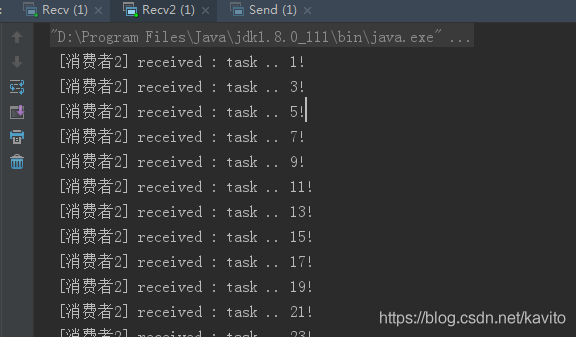 : Recv (1) × Recv2 (1) × Send (1) ×
"D:\Program Files\Java\jdk1.8.0_111\bin\java.exe" ...
[消费者2] received : task .. 1!
[消费者2] received : task .. 3!
[消费者2] received : task .. 5!
[消费者2] received : task .. 7!
[消费者2] received : task .. 9!
[消费者2] received : task .. 11!
[消费者2] received : task .. 13!
[消费者2] received : task .. 15!
[消费者2] received : task .. 17!
[消费者2] received : task .. 19!
[消费者2] received : task .. 21!
[消费者2] received : task .. 23!
https://blog.csdn.net/kavito